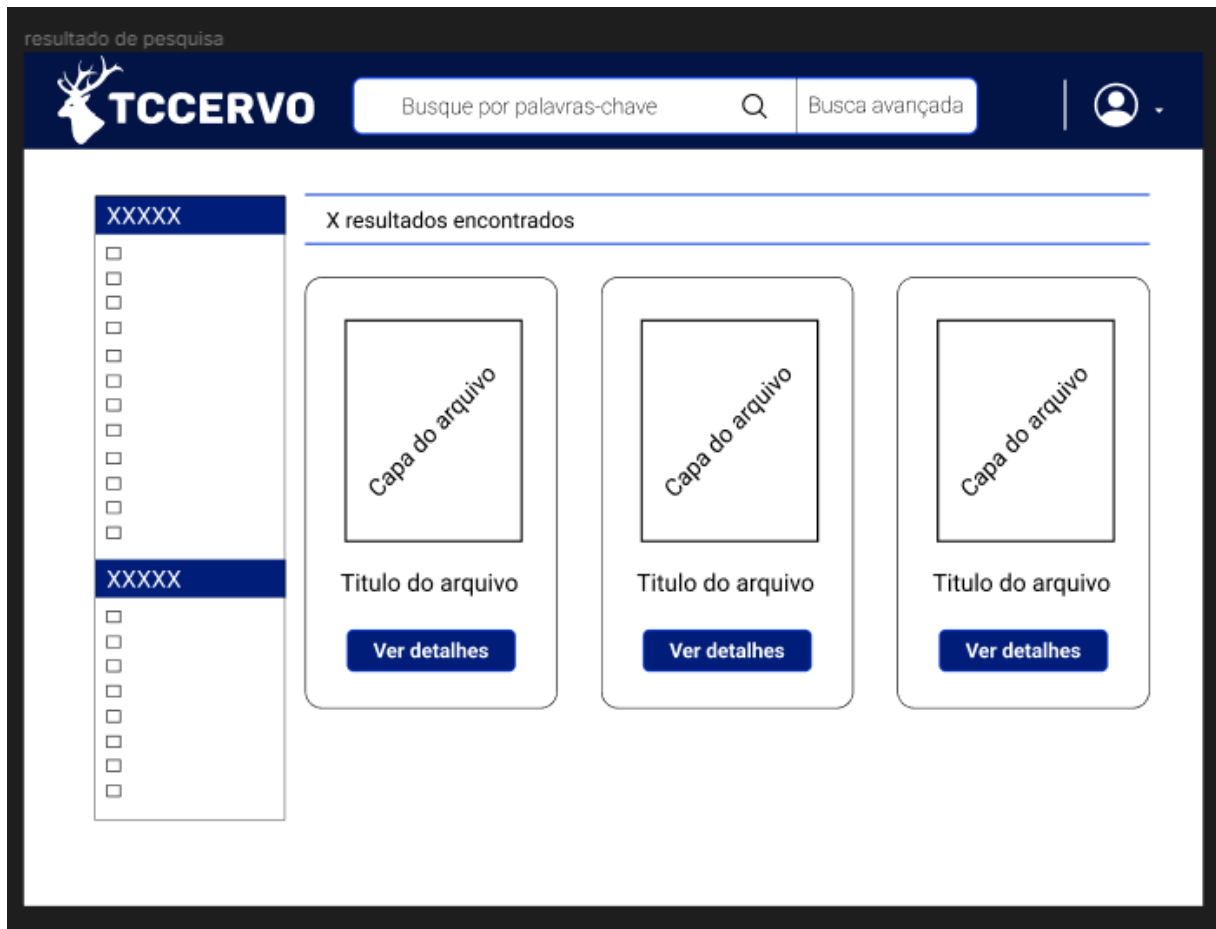 resultado de pesquisa
TCCERVO
Busque por palavras-chave
Busca avançada
XXXXX
X resultados encontrados
Capa do arquivo
Capa do arquivo
Capa do arquivo
XXXXX
Titulo do arquivo
Titulo do arquivo
Titulo do arquivo
Ver detalhes
Ver detalhes
Ver detalhes